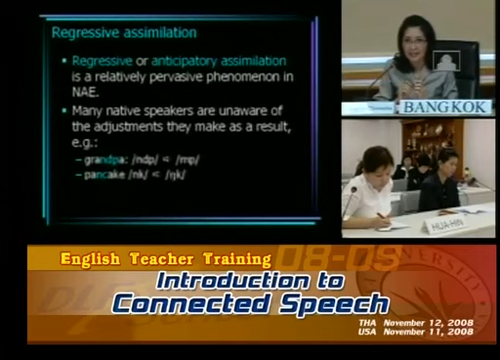 Regressive assimilation
• Regressive or anticipatory assimilation
is a relatively pervasive phenomenon in
NAE.
• Many native speakers are unaware of
the adjustments they make as a result,
e.g.:
– grandpa: /ndp/ < /mp/
– pancake /nk/ < /ŋk/
BANGKOK
HUA-HIN
English Teacher Training
08-09
Introduction to
Connected Speech
THA November 12, 2008
USA November 11, 2008